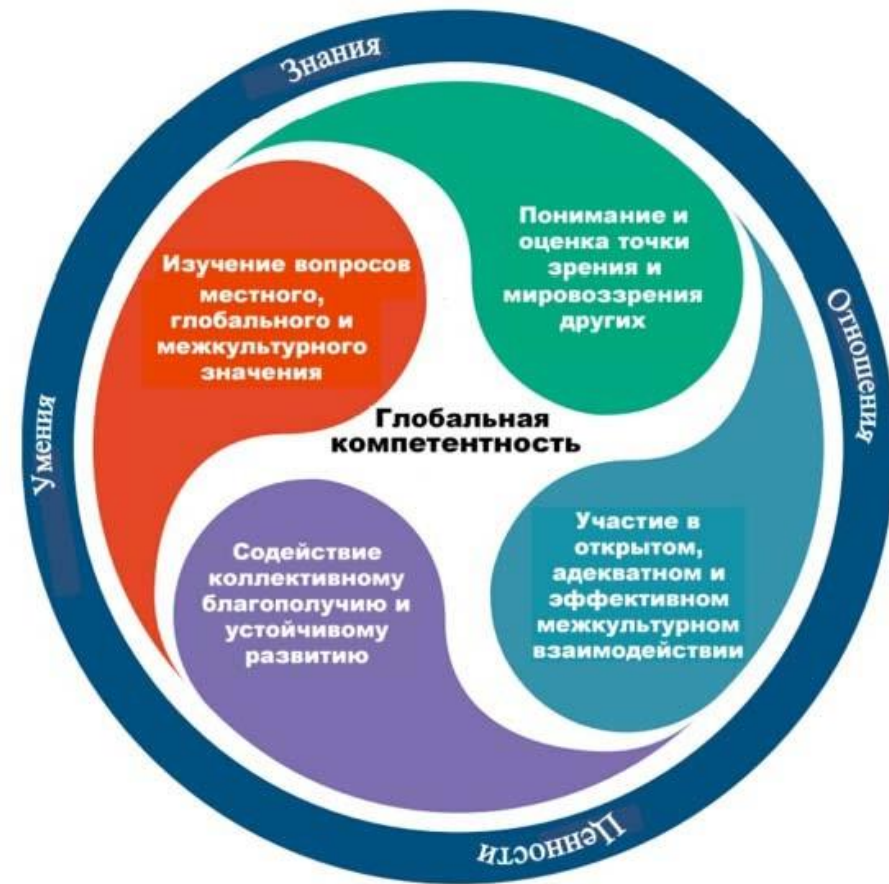 Знания
Понимание и
оценка точки
зрения и
мировоззрения
других
Изучение вопросов
местного,
глобального и
межкультурного
значения
Отношения
Глобальная
компетентность
Умения
Участие в
открытом,
адекватном и
эффективном
межкультурном
взаимодействии
Содействие
коллективному
благополучию и
устойчивому
развитию
Ценности